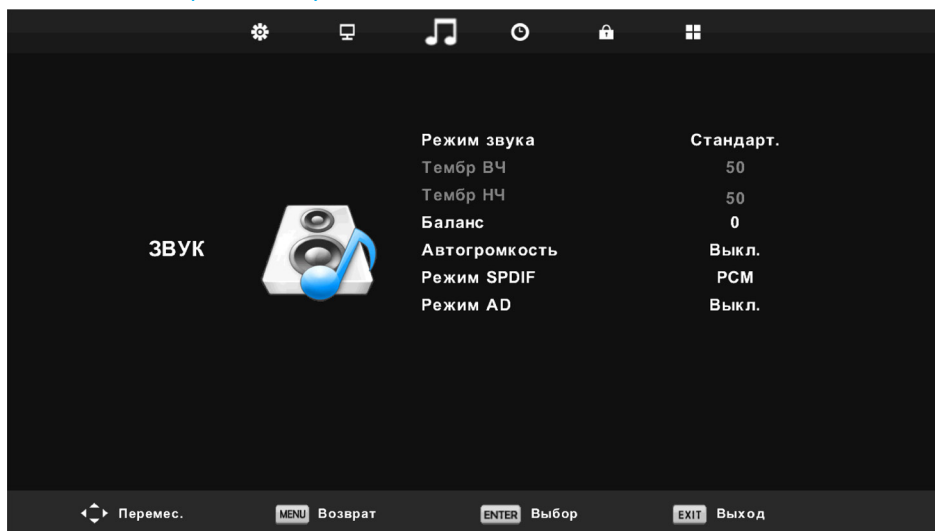 Режим звука Стандарт.
Тембр ВЧ 50
Тембр НЧ 50
Баланс 0
ЗВУК
Автогромкость Выкл.
Режим SPDIF PCM
Режим AD Выкл.
Перемес. MENU Возврат ENTER Выбор EXIT Выход